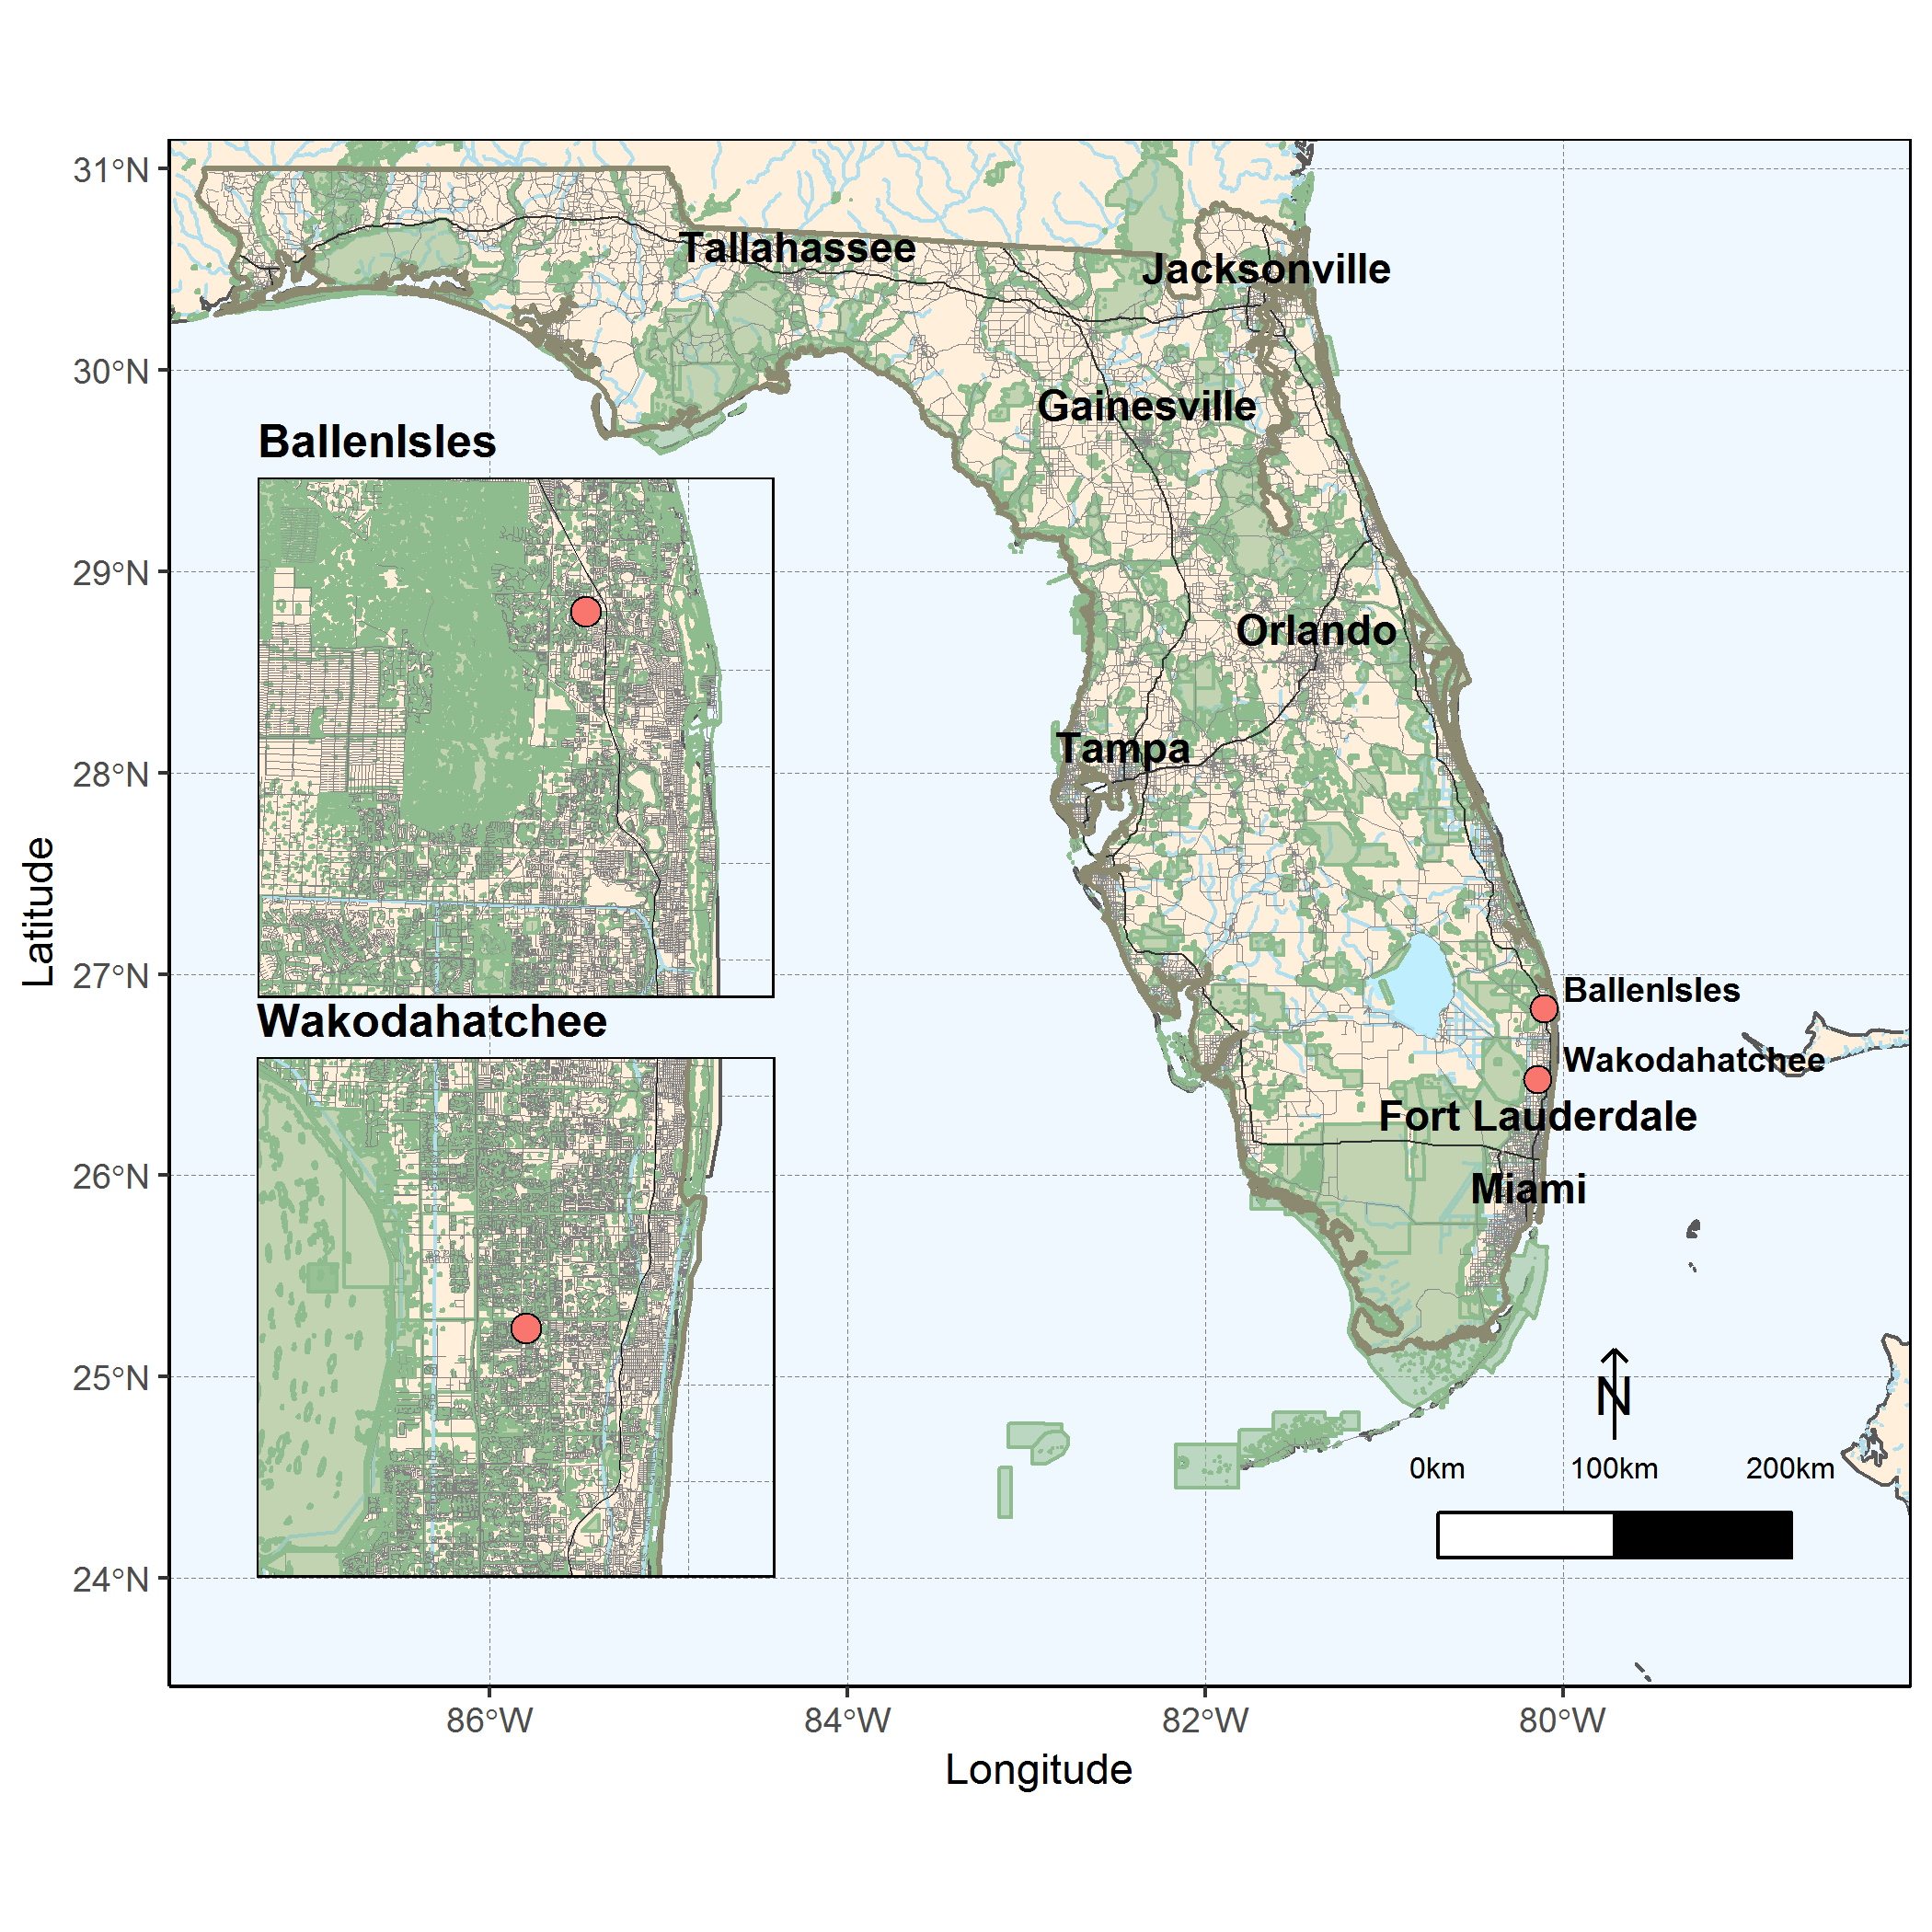 31°N
30°N
29°N
28°N
27°N
26°N
25°N
24°N
Latitude
Tallahassee
Jacksonville
Gainesville
BallenIsles
Orlando
Tampa
BallenIsles
Wakodahatchee
Wakodahatchee
Fort Lauderdale
Miami
N
0km 100km 200km
86°W 84°W 82°W 80°W
Longitude